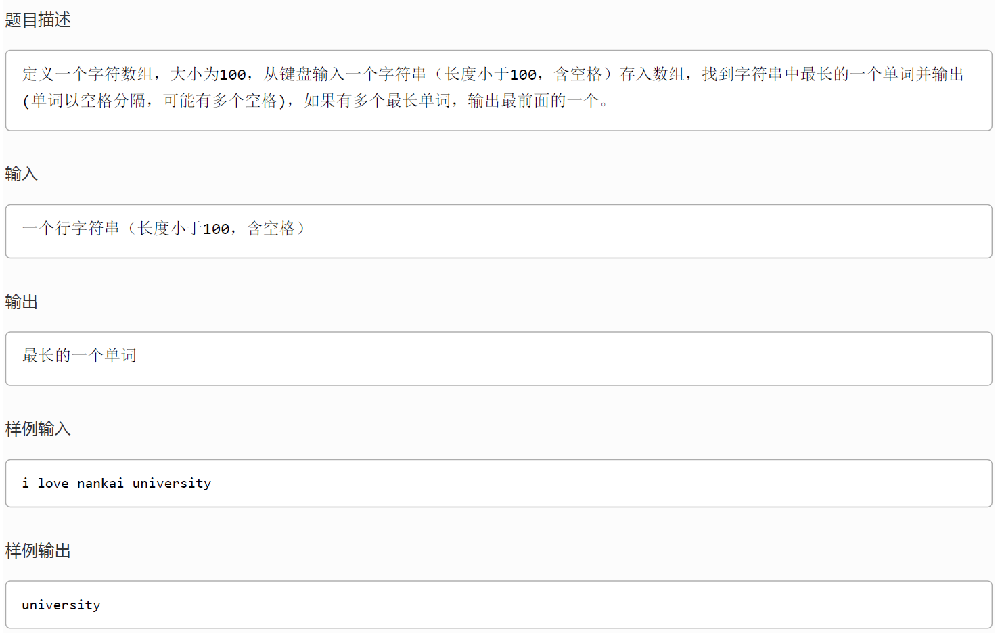 题目描述
定义一个字符数组，大小为100，从键盘输入一个字符串（长度小于100，含空格）存入数组，找到字符串中最长的一个单词并输出
(单词以空格分隔，可能有多个空格)，如果有多个最长单词，输出最前面的一个。
输入
一个行字符串（长度小于100，含空格）
输出
最长的一个单词
样例输入
i love nankai university
样例输出
university